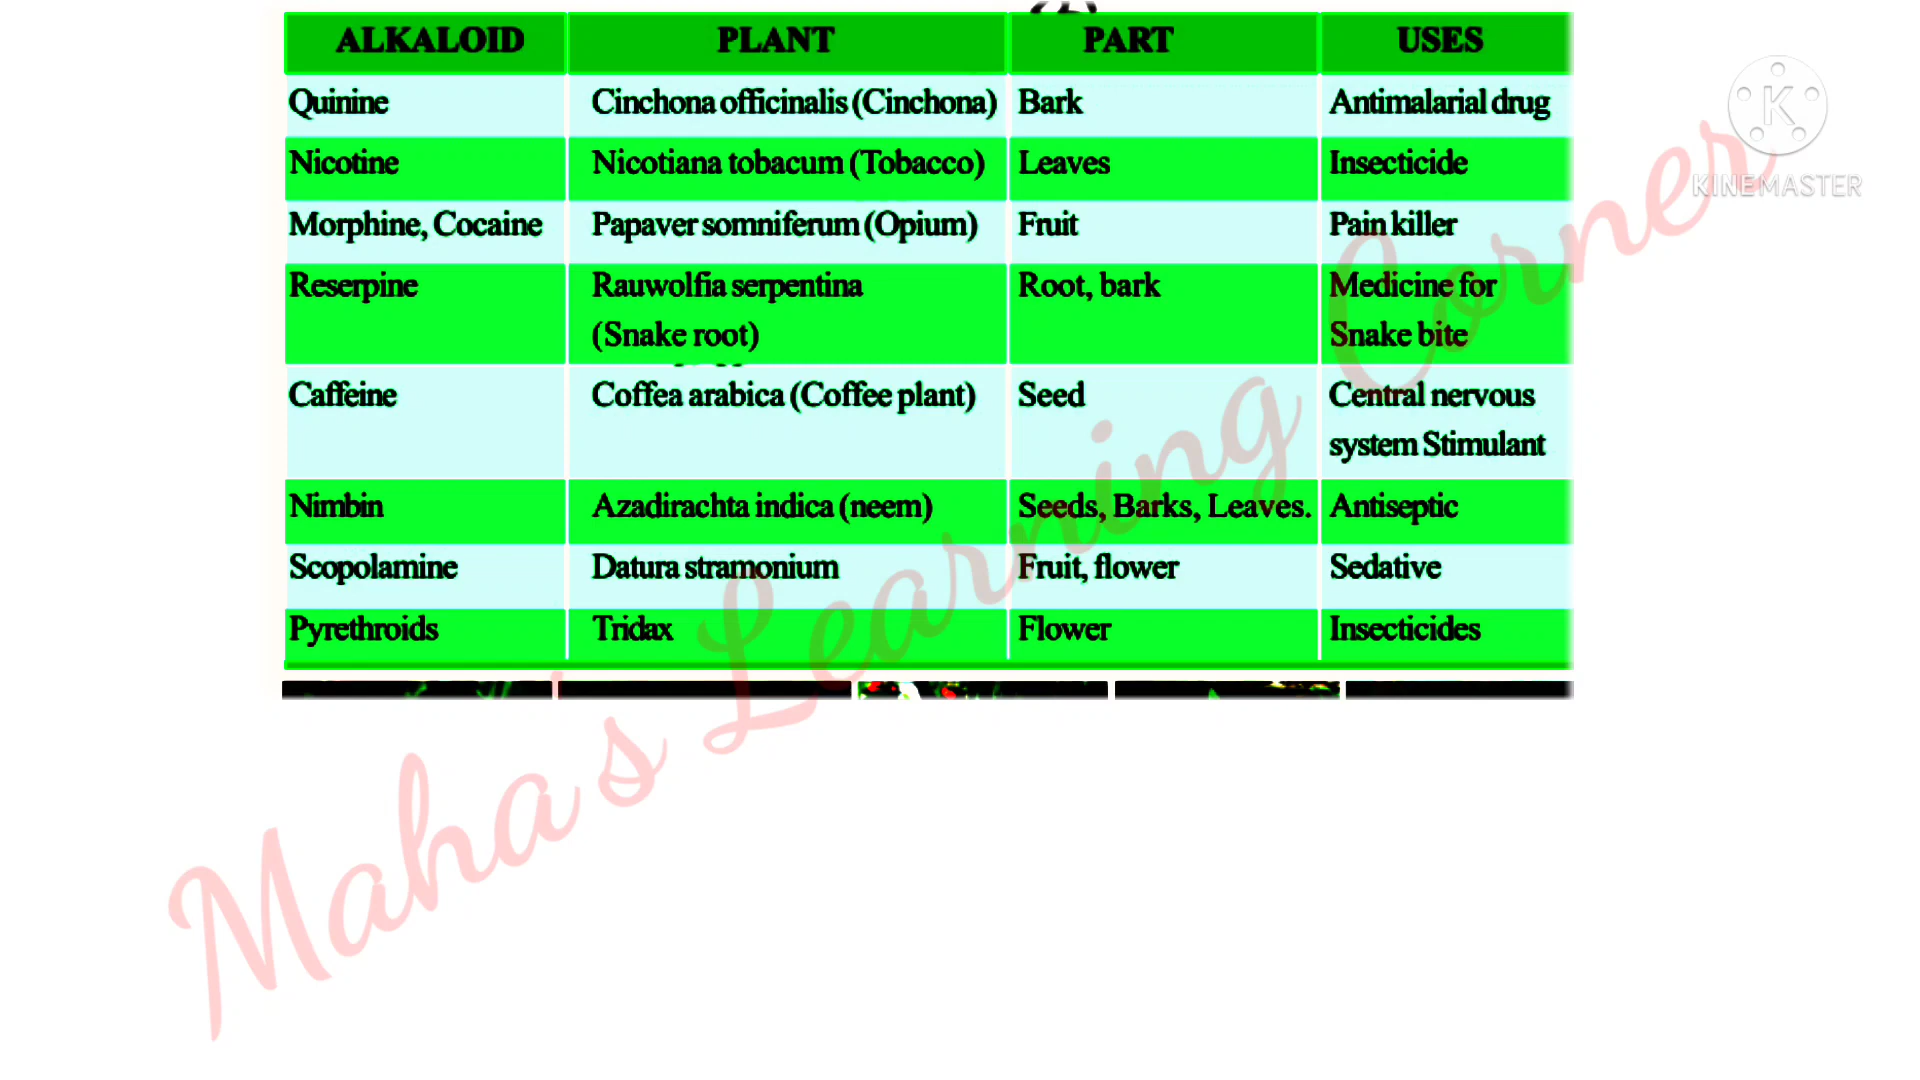 ALKALOID PLANT PART USES
Quinine Cinchona officinalis (Cinchona) Bark Antimalarial drug
Nicotine Nicotiana tobacum (Tobacco) Leaves Insecticide
Morphine, Cocaine Papaver somniferum (Opium) Fruit Pain killer
Reserpine Rauwolfia serpentina Root, bark Medicine for
(Snake root) Snake bite
Caffeine Coffea arabica (Coffee plant) Seed Central nervous
system Stimulant
Nimbin Azadirachta indica (neem) Seeds, Barks, Leaves. Antiseptic
Scopolamine Datura stramonium Fruit, flower Sedative
Pyrethroids Tridax Flower Insecticides
K
KINEMASTER
Maha's Learning Corner